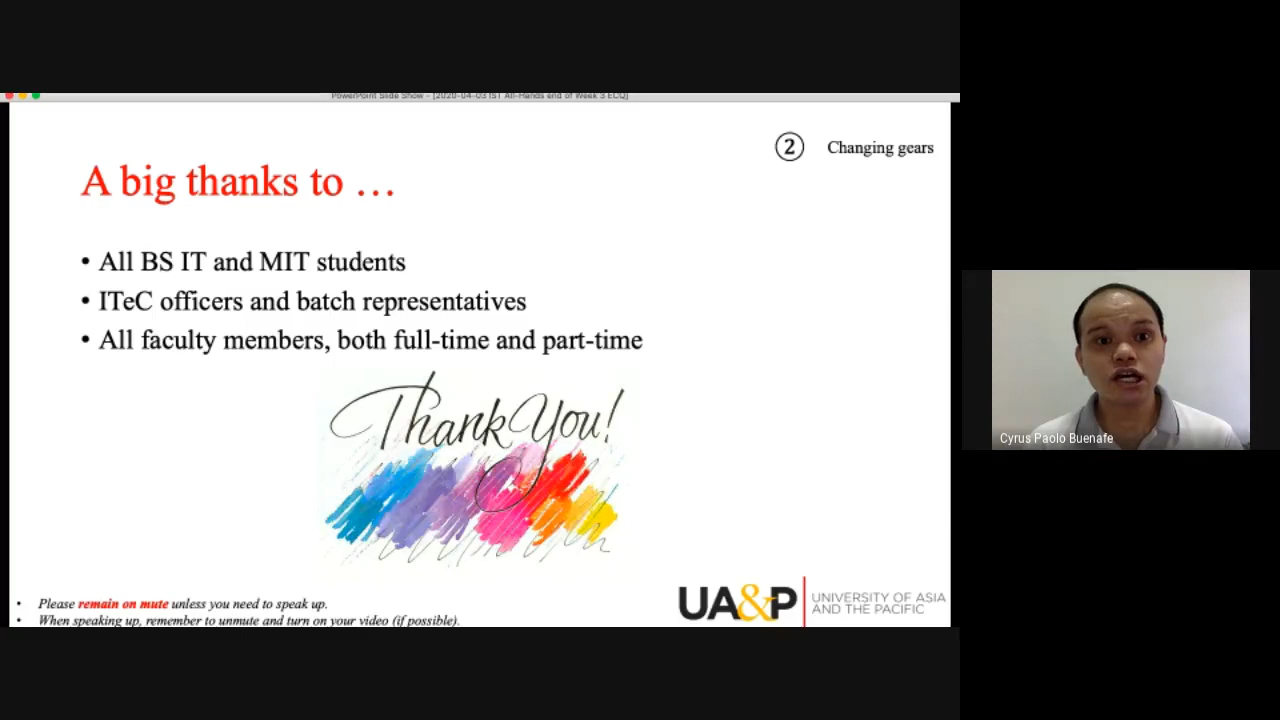 PowerPoint Slide Show - [2020-04-03 IST All-Hands end of Week 3 ECQ]
2 Changing gears
A big thanks to …
• All BS IT and MIT students
• ITeC officers and batch representatives
• All faculty members, both full-time and part-time
Thank You!
Cyrus Paolo Buenafe
• Please remain on mute unless you need to speak up.
• When speaking up, remember to unmute and turn on your video (if possible).
UA&P UNIVERSITY OF ASIA
AND THE PACIFIC